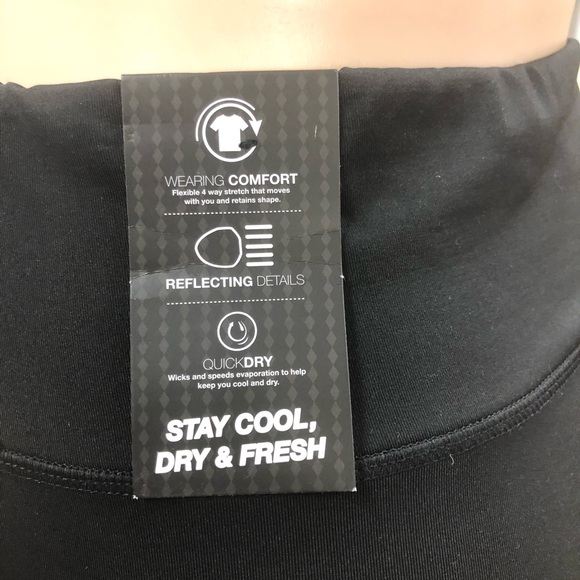 WEARING COMFORT
Flexible 4 way stretch that moves
with you and retains shape.
REFLECTING DETAILS
QUICKDRY
Wicks and speeds evaporation to help
keep you cool and dry.
STAY COOL,
DRY & FRESH